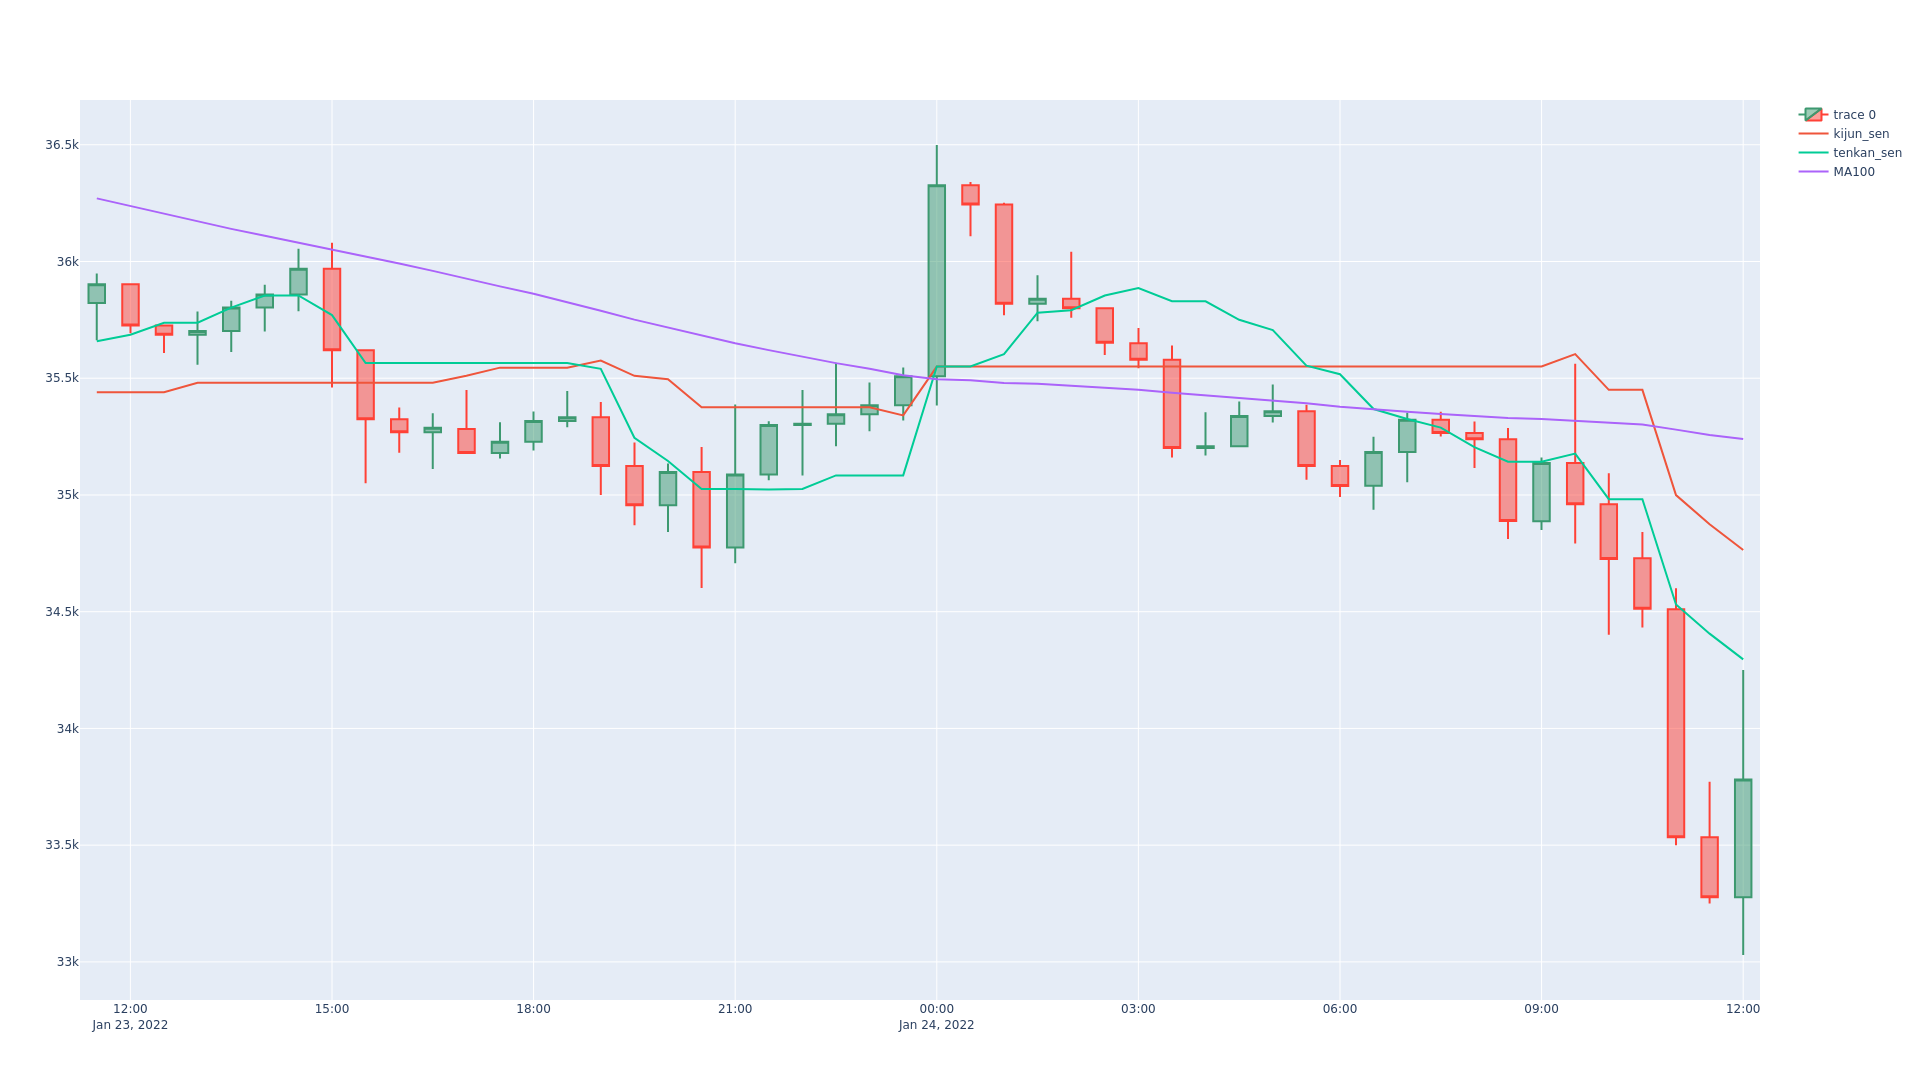 36.5k
36k
35.5k
35k
34.5k
34k
33.5k
33k
12:00 15:00 18:00 21:00 00:00 03:00 06:00 09:00 12:00
Jan 23, 2022 Jan 24, 2022
trace 0
kijun_sen
tenkan_sen
MA100